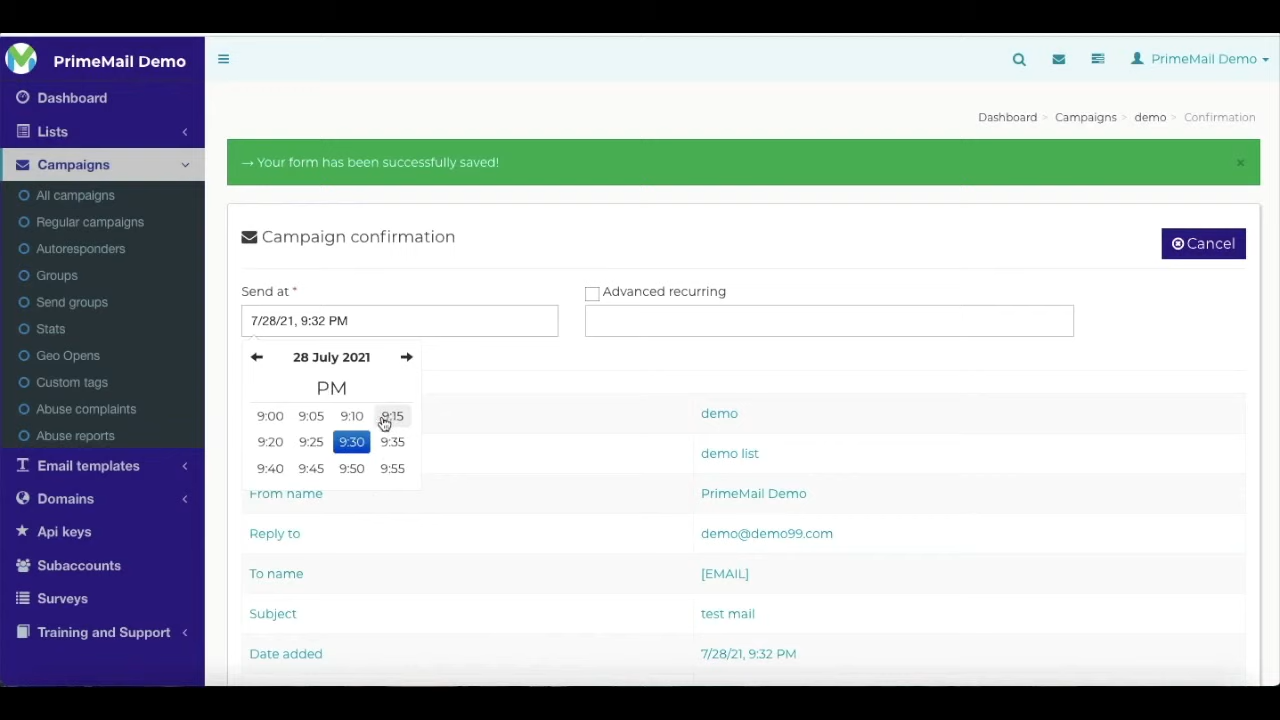 PrimeMail Demo
PrimeMail Demo
Dashboard
Lists
Campaigns
All campaigns
Regular campaigns
Autoresponders
Groups
Send groups
Stats
Geo Opens
Custom tags
Abuse complaints
Abuse reports
Email templates
Domains
Api keys
Subaccounts
Surveys
Training and Support
Dashboard > Campaigns > demo > Confirmation
→ Your form has been successfully saved! ×
Campaign confirmation
Cancel
Send at *
Advanced recurring
7/28/21, 9:32 PM
28 July 2021
PM
9:00 9:05 9:10 9:15
9:20 9:25 9:30 9:35
9:40 9:45 9:50 9:55
demo
demo list
From name PrimeMail Demo
Reply to demo@demo99.com
To name [EMAIL]
Subject test mail
Date added 7/28/21, 9:32 PM